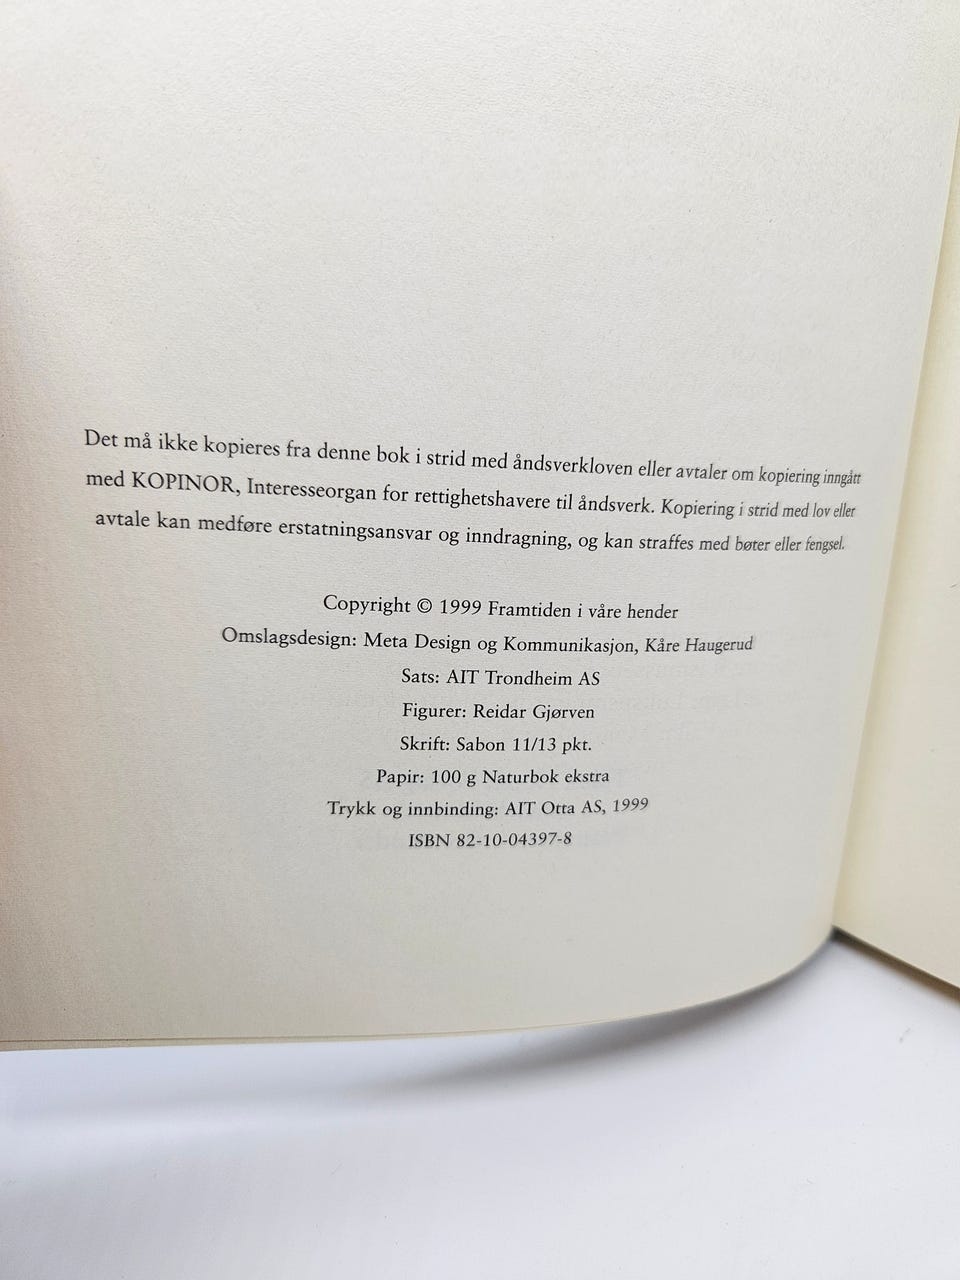 Det må ikke kopieres fra denne bok i strid med åndsverkloven eller avtaler om kopiering inngått
med KOPINOR, Interesseorgan for rettighetshavere til åndsverk. Kopiering i strid med lov eller
avtale kan medføre erstatningsansvar og inndragning, og kan straffes med bøter eller fengsel.
Copyright © 1999 Framtiden i våre hender
Omslagsdesign: Meta Design og Kommunikasjon, Kåre Haugerud
Sats: AIT Trondheim AS
Figurer: Reidar Gjørven
Skrift: Sabon 11/13 pkt.
Papir: 100 g Naturbok ekstra
Trykk og innbinding: AIT Otta AS, 1999
ISBN 82-10-04397-8